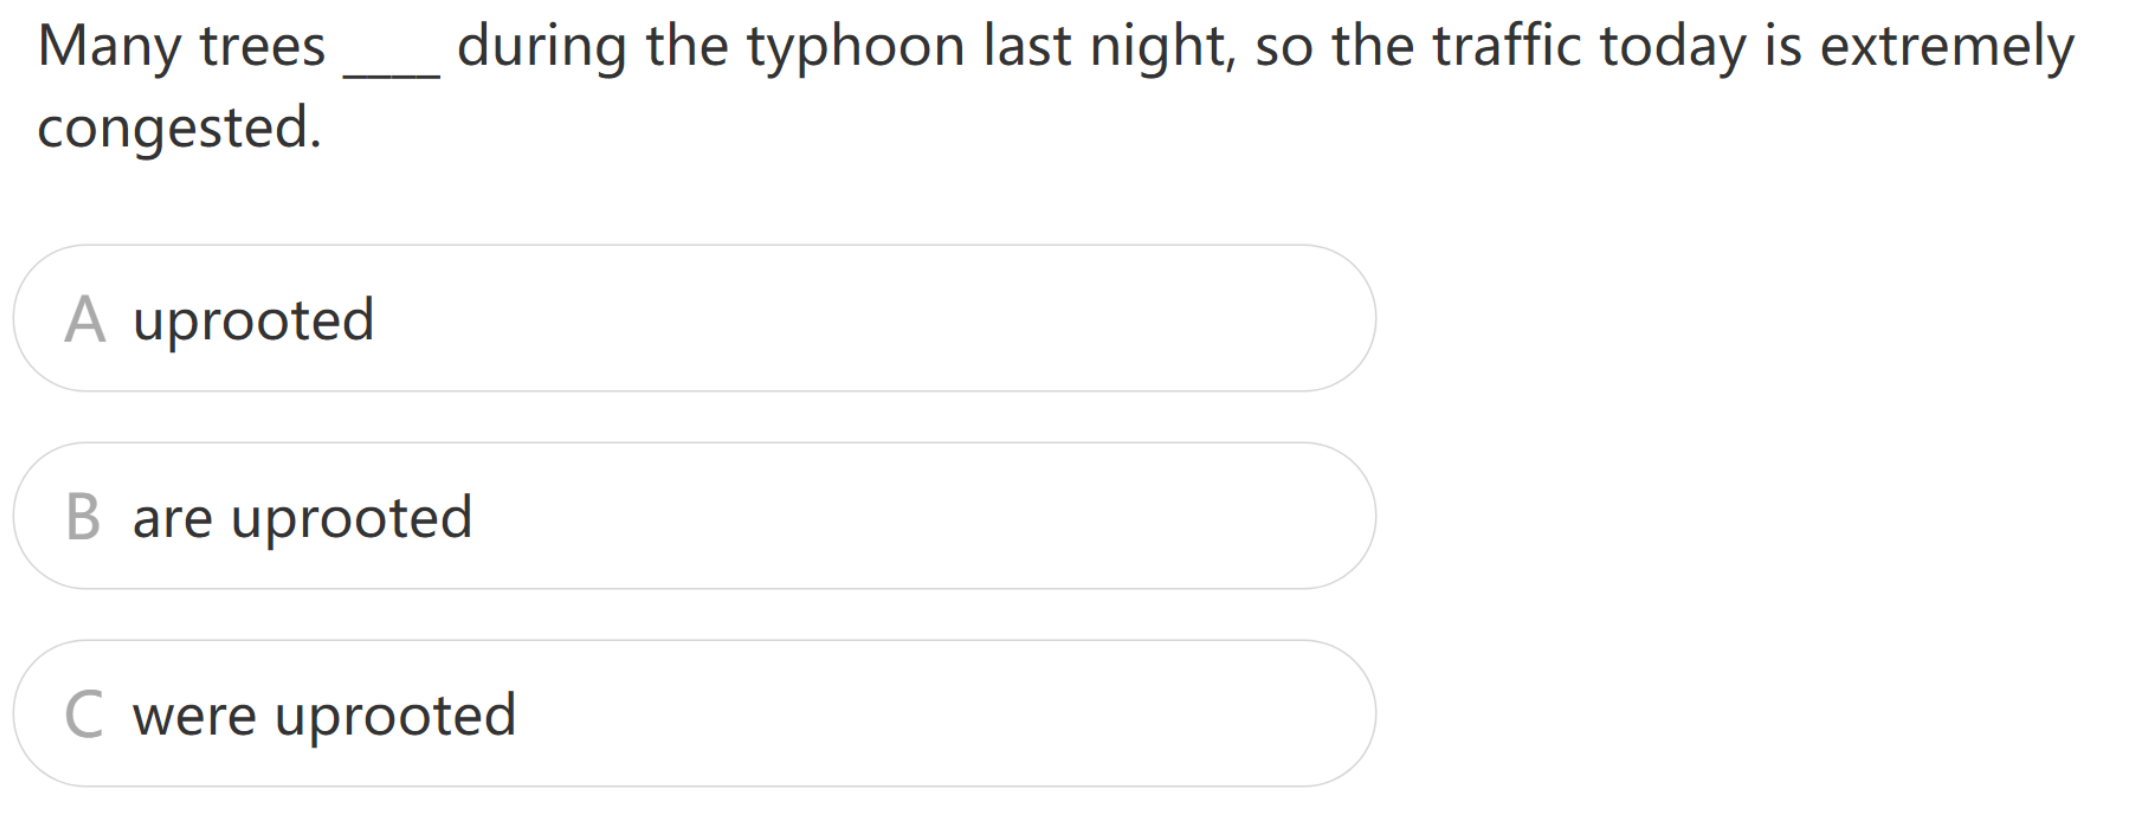 Many trees ____ during the typhoon last night, so the traffic today is extremely
congested.
A uprooted
B are uprooted
C were uprooted